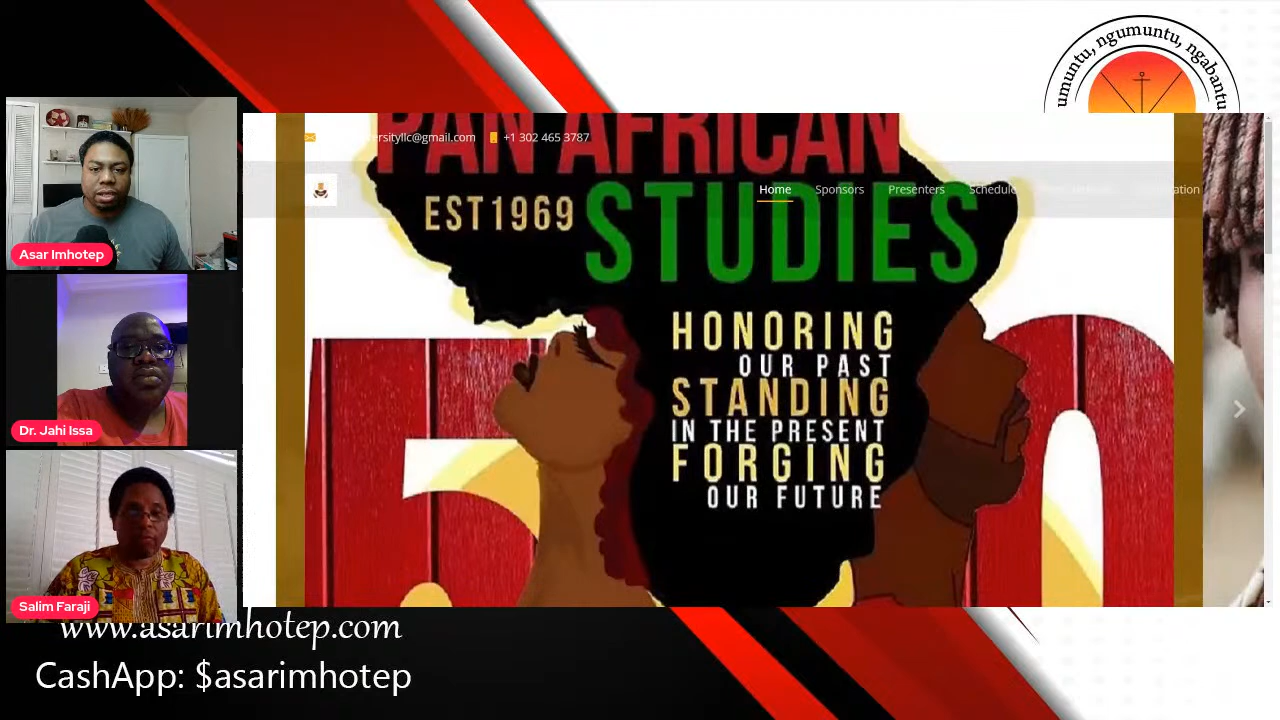 umuntu, ngumuntu, ngabantu
ersityllc@gmail.com +1 302 465 3787
PAN AFRICAN
Home Sponsors Presenters Schedule
EST1969 STUDIES
HONORING
OUR PAST
STANDING
IN THE PRESENT
FORGING
OUR FUTURE
50
Asar Imhotep
Dr. Jahi Issa
Salim Faraji
www.asarimhotep.com
CashApp: $asarimhotep